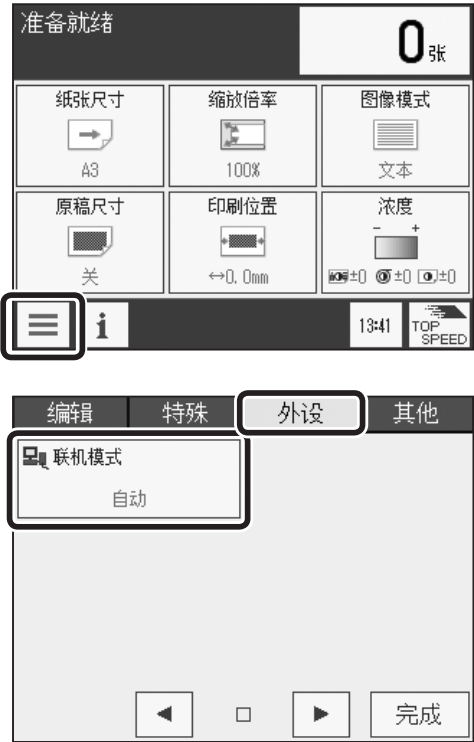 准备就绪
0张
纸张尺寸 缩放倍率 图像模式
A3 100% 文本
原稿尺寸 印刷位置 浓度
- +
关 ↔0.0mm ±0 ±0 ±0
i 13:41 TOP SPEED
编辑 特殊 外设 其他
联机模式
自动
完成